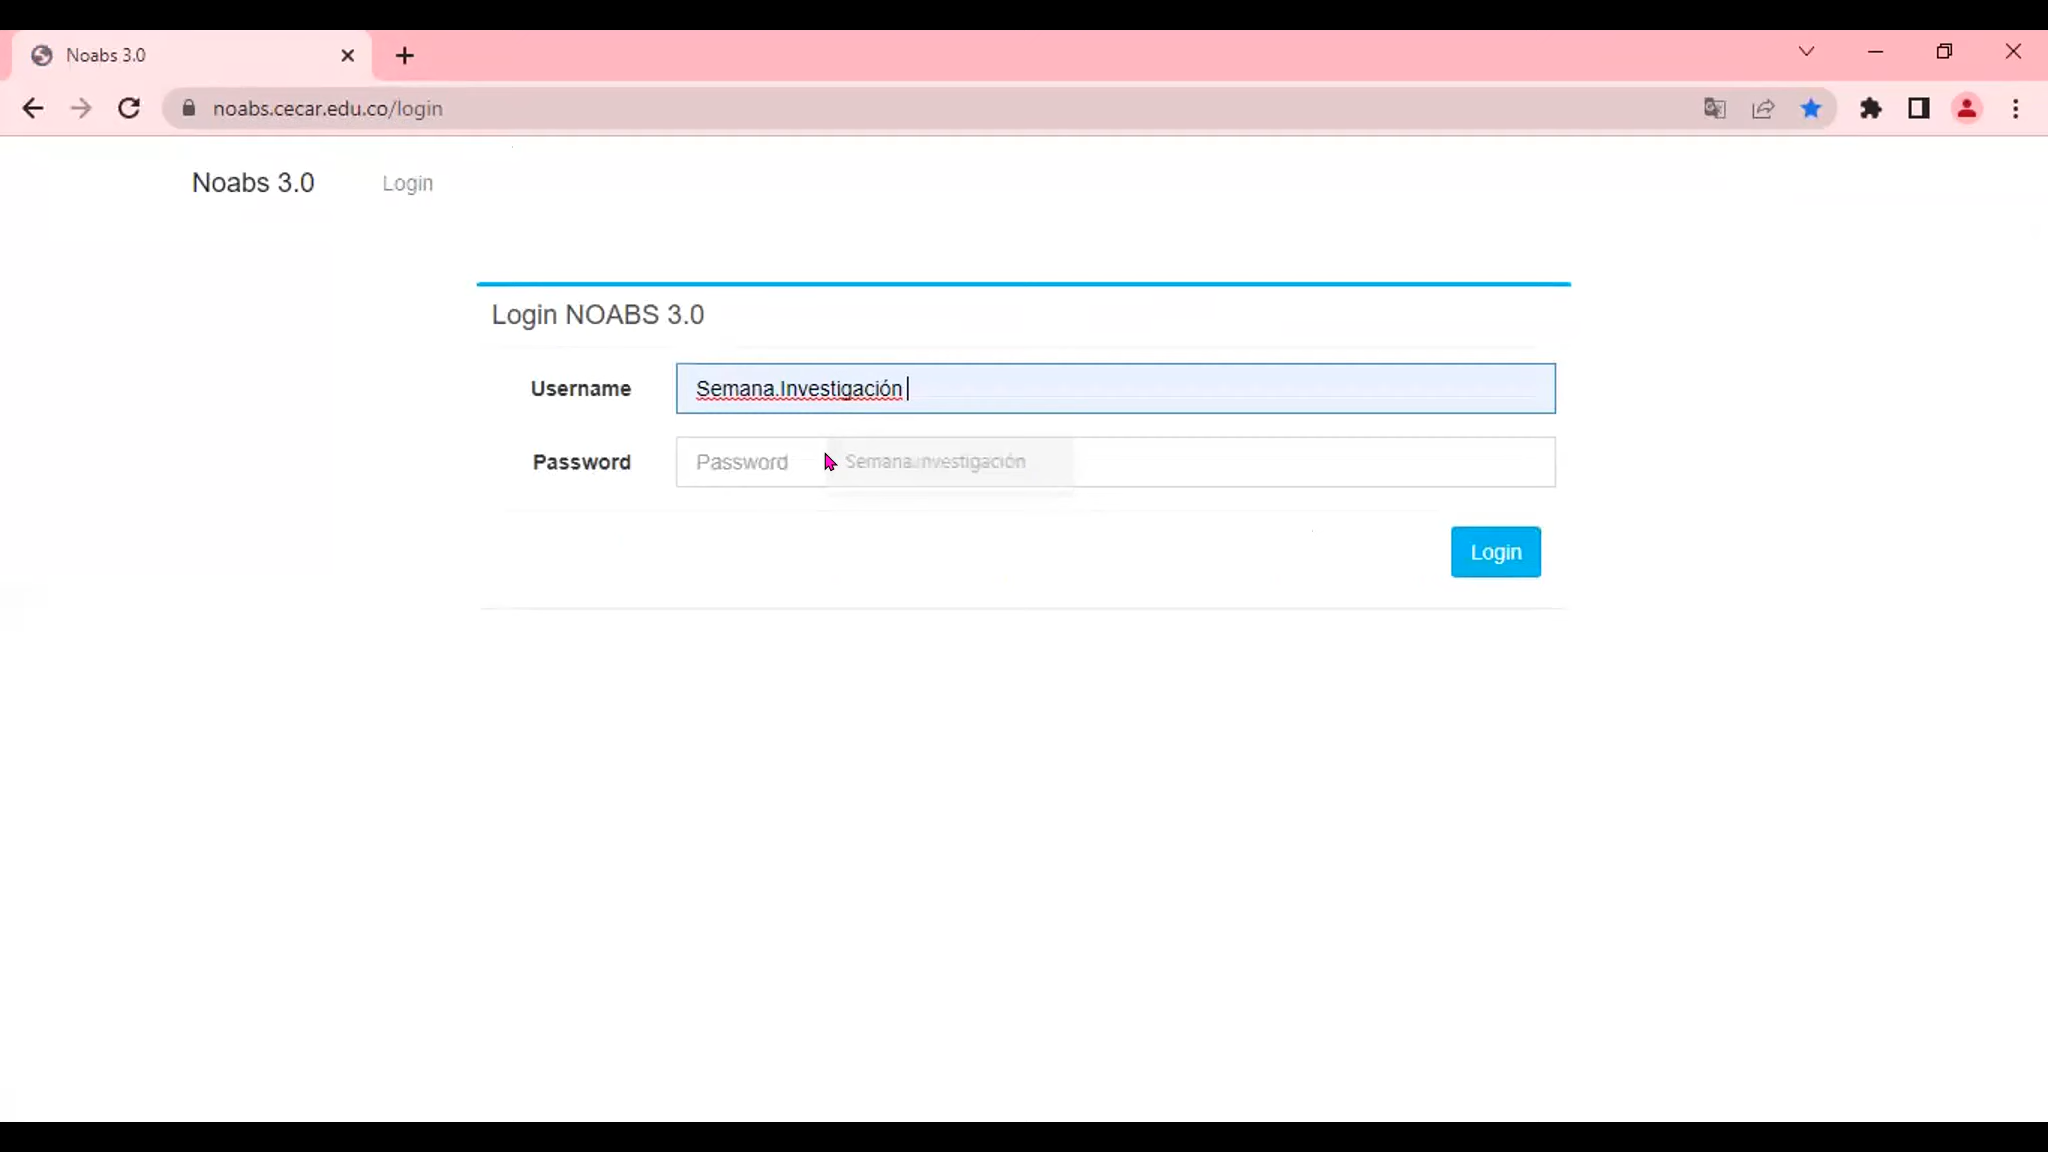 Noabs 3.0
noabs.cecar.edu.co/login
Noabs 3.0 Login
Login NOABS 3.0
Username Semana.Investigación
Password Password Semana.investigación
Login